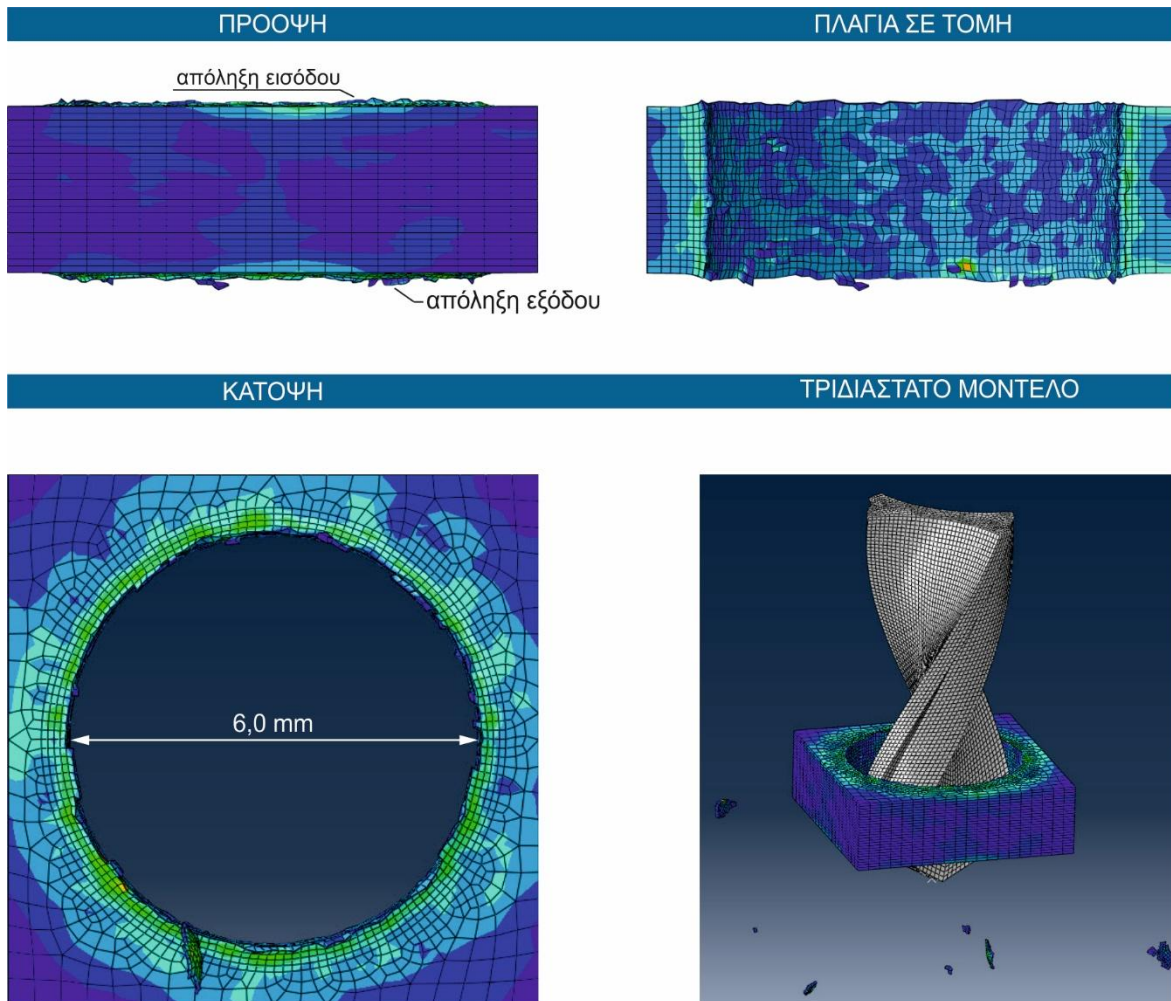 ΠΡΟΟΨΗ
ΠΛΑΓΙΑ ΣΕ ΤΟΜΗ
απόληξη εισόδου
απόληξη εξόδου
ΚΑΤΟΨΗ
ΤΡΙΔΙΑΣΤΑΤΟ ΜΟΝΤΕΛΟ
6,0 mm